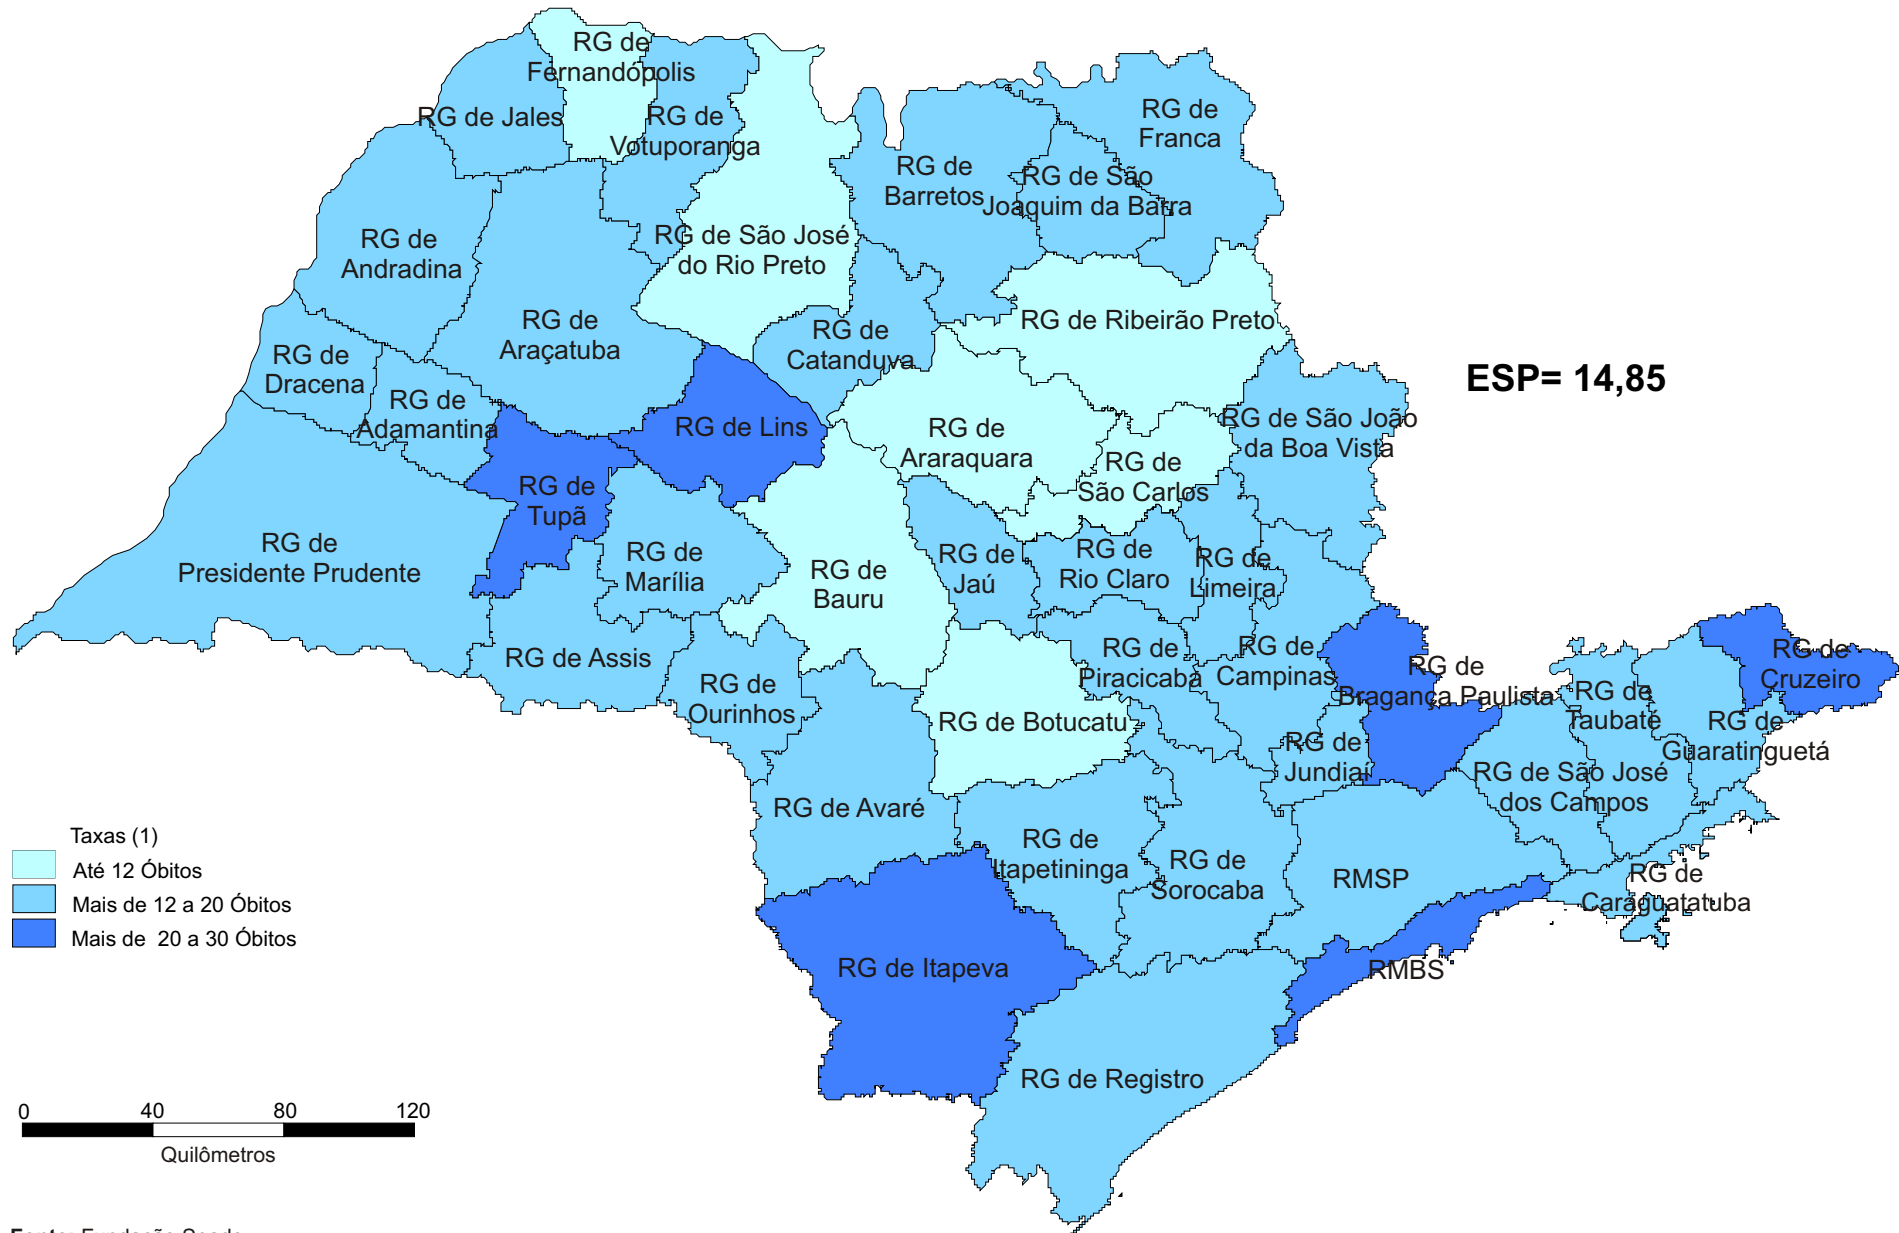 RG de
Fernandópolis
RG de Jales
RG de
Votuporanga
RG de
Franca
RG de
Barretos
RG de São
Joaquim da Barra
RG de
Andradina
RG de São José
do Rio Preto
RG de
Araçatuba
RG de
Catanduva
RG de Ribeirão Preto
RG de
Dracena
RG de
Adamantina
ESP= 14,85
RG de Lins
RG de
Araraquara
RG de São João
da Boa Vista
RG de
São Carlos
RG de
Tupã
RG de
Presidente Prudente
RG de
Marília
RG de
Bauru
RG de
Jaú
RG de
Rio Claro
RG de
Limeira
RG de Assis
RG de
Ourinhos
RG de
Piracicaba
RG de
Campinas
RG de
Bragança Paulista
RG de
Cruzeiro
RG de
Taubaté
RG de
Guaratinguetá
RG de Botucatu
RG de
Jundiaí
RG de São José
dos Campos
RG de Avaré
RG de
Itapetininga
RG de
Sorocaba
RMSP
RG de
Caraguatatuba
RG de Itapeva
RMBS
RG de Registro
Taxas (1)
Até 12 Óbitos
Mais de 12 a 20 Óbitos
Mais de 20 a 30 Óbitos
0 40 80 120
Quilômetros